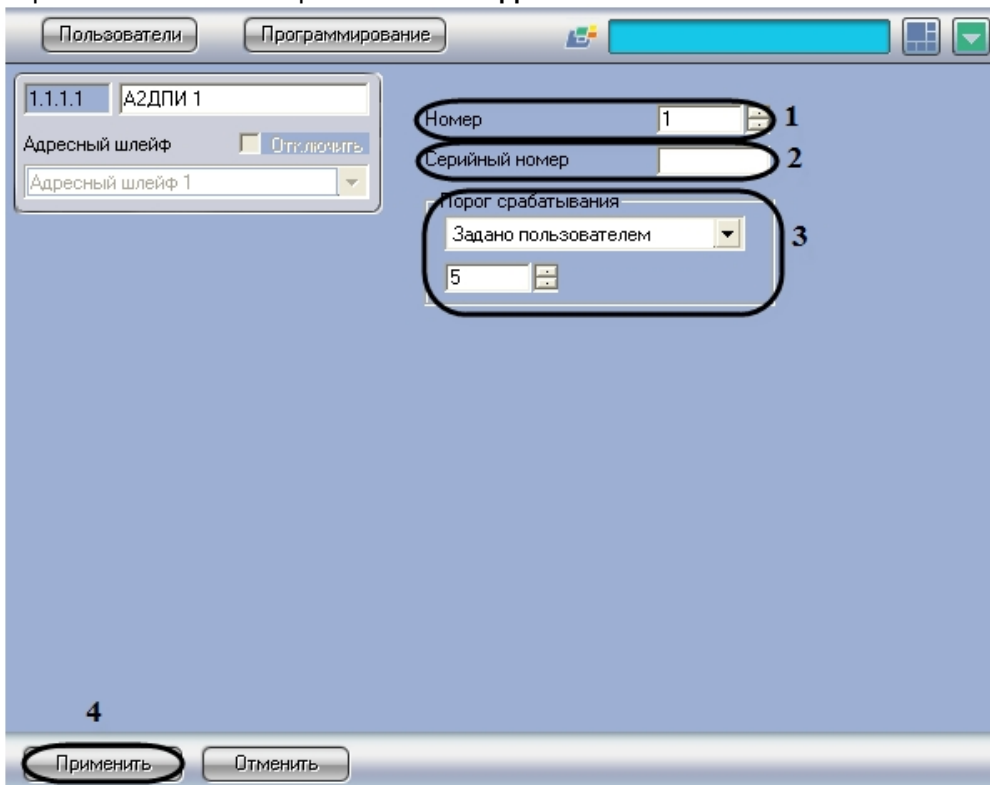 Пользователи
Программирование
1.1.1.1
А2ДПИ 1
Адресный шлейф
Отключить
Адресный шлейф 1
Номер
1
1
Серийный номер
2
Порог срабатывания
Задано пользователем
3
5
4
Применить
Отменить